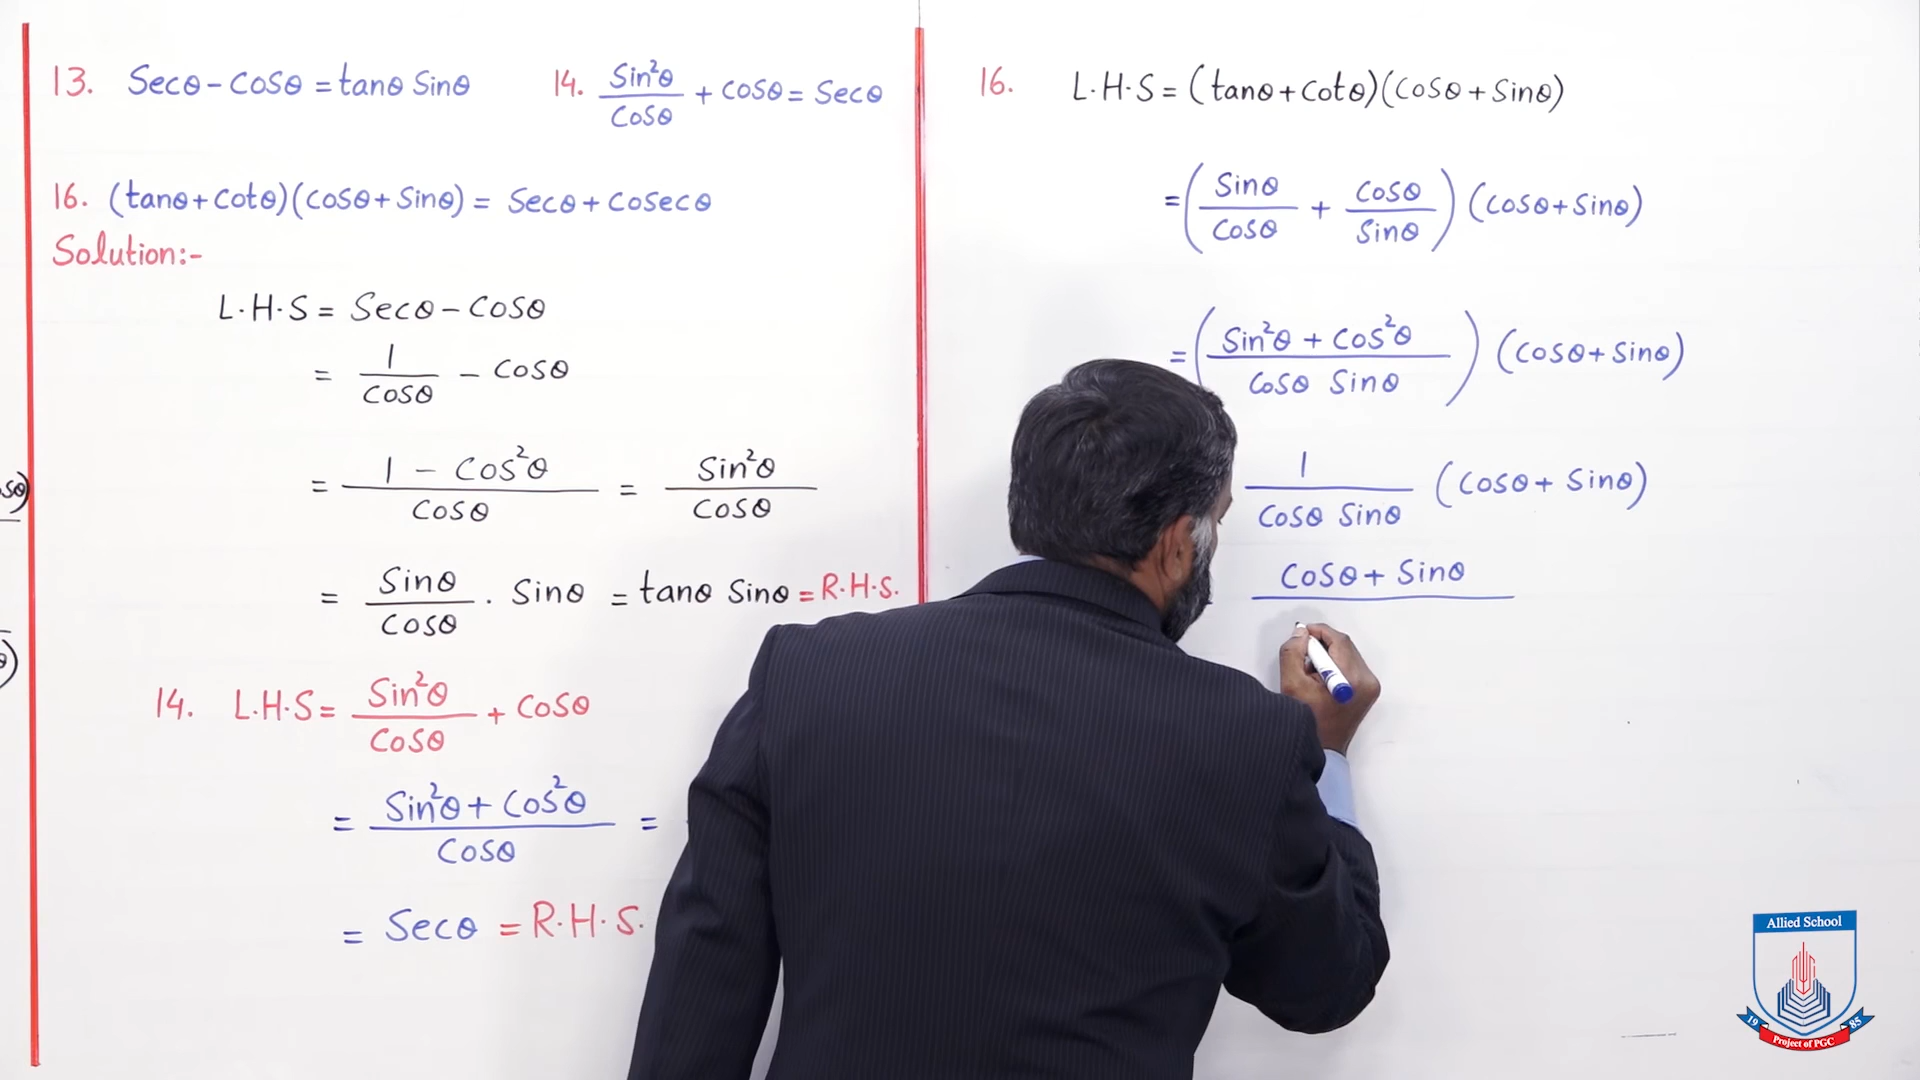 13. Secθ - Cosθ = tanθ Sinθ
14. Sin²θ/Cosθ + Cosθ = Secθ
16. (tanθ + Cotθ)(Cosθ + Sinθ) = Secθ + Cosecθ
Solution:-
L.H.S = Secθ - Cosθ
= 1/Cosθ - Cosθ
= 1 - Cos²θ/Cosθ = Sin²θ/Cosθ
= Sinθ/Cosθ . Sinθ = tanθ Sinθ = R.H.S.
14. L.H.S = Sin²θ/Cosθ + Cosθ
= Sin²θ + Cos²θ/Cosθ =
= Secθ = R.H.S.
16. L.H.S = (tanθ + Cotθ)(Cosθ + Sinθ)
= (Sinθ/Cosθ + Cosθ/Sinθ) (Cosθ + Sinθ)
= (Sin²θ + Cos²θ/Cosθ Sinθ) (Cosθ + Sinθ)
1/Cosθ Sinθ (Cosθ + Sinθ)
Cosθ + Sinθ
Allied School
19 85
Project of PGC